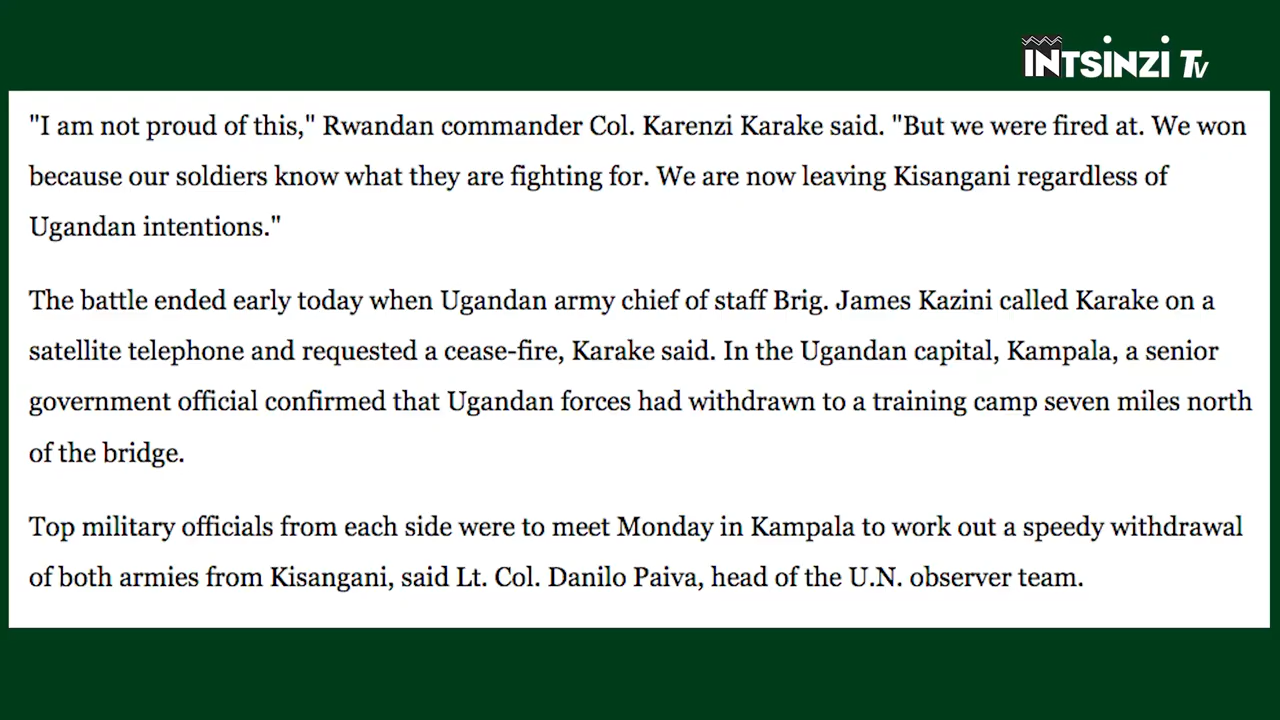 INTSINZI TV
"I am not proud of this," Rwandan commander Col. Karenzi Karake said. "But we were fired at. We won
because our soldiers know what they are fighting for. We are now leaving Kisangani regardless of
Ugandan intentions."
The battle ended early today when Ugandan army chief of staff Brig. James Kazini called Karake on a
satellite telephone and requested a cease-fire, Karake said. In the Ugandan capital, Kampala, a senior
government official confirmed that Ugandan forces had withdrawn to a training camp seven miles north
of the bridge.
Top military officials from each side were to meet Monday in Kampala to work out a speedy withdrawal
of both armies from Kisangani, said Lt. Col. Danilo Paiva, head of the U.N. observer team.